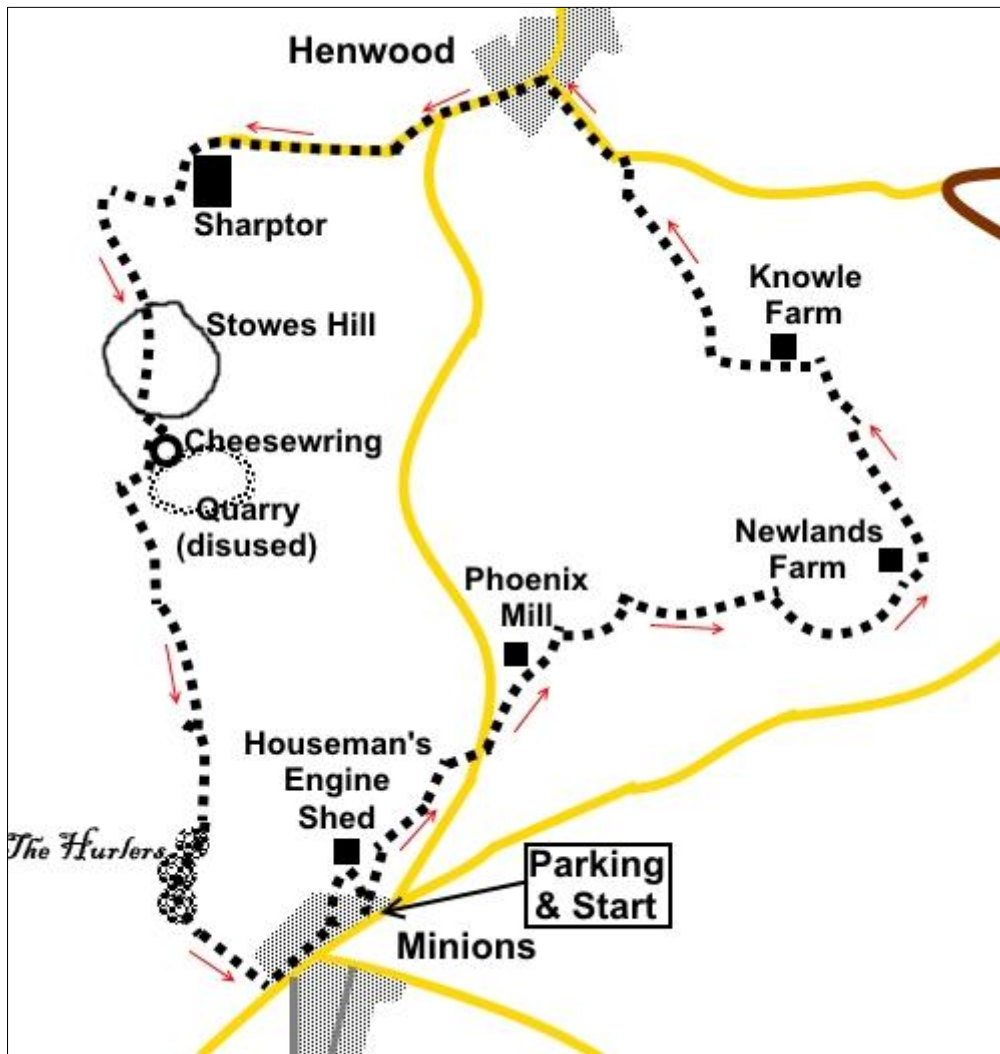 Henwood
Sharptor
Knowle
Farm
Stowes Hill
Cheesewring
Quarry
(disused)
Newlands
Farm
Phoenix
Mill
Houseman's
Engine
Shed
The Hurlers
Parking
& Start
Minions